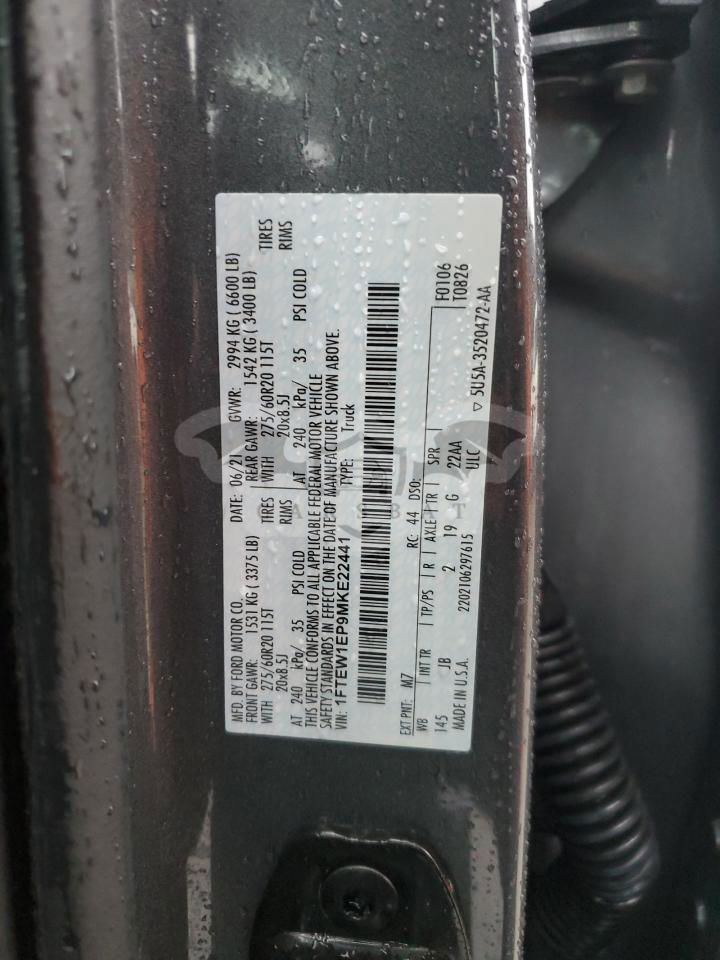 MFD. BY FORD MOTOR CO. DATE: 06/21 GVWR: 2994 KG ( 6600 LB)
FRONT GAWR: 1531 KG ( 3375 LB) REAR GAWR: 1542 KG ( 3400 LB)
WITH 275/60R20 115T TIRES WITH 275/60R20 115T TIRES
20x8.5J RIMS 20x8.5J RIMS
AT 240 kPa/ 35 PSI COLD AT 240 kPa/ 35 PSI COLD
THIS VEHICLE CONFORMS TO ALL APPLICABLE FEDERAL MOTOR VEHICLE
SAFETY STANDARDS IN EFFECT ON THE DATE OF MANUFACTURE SHOWN ABOVE.
VIN: 1FTEW1EP9MKE22441 TYPE: Truck
EXT PNT: M7 RC: 44 DSO: F0106
WB INT TR TP/PS R AXLE TR SPR T0826
145 JB 2 19 G 22AA
MADE IN U.S.A. 2202106297615 ULC
▽ 5U5A-3520472-AA